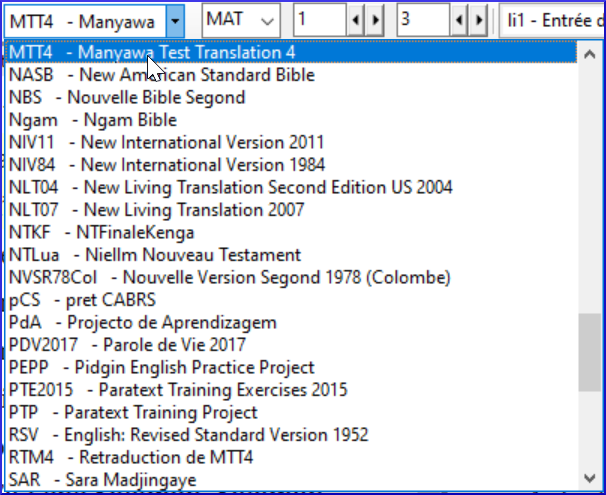 MTT4 - Manyawa MAT 1 3 li1 - Entrée d
MTT4 - Manyawa Test Translation 4
NASB - New American Standard Bible
NBS - Nouvelle Bible Segond
Ngam - Ngam Bible
NIV11 - New International Version 2011
NIV84 - New International Version 1984
NLT04 - New Living Translation Second Edition US 2004
NLT07 - New Living Translation 2007
NTKF - NTFinaleKenga
NTLua - Niellm Nouveau Testament
NVSR78Col - Nouvelle Version Segond 1978 (Colombe)
pCS - pret CABRS
PdA - Projecto de Aprendizagem
PDV2017 - Parole de Vie 2017
PEPP - Pidgin English Practice Project
PTE2015 - Paratext Training Exercises 2015
PTP - Paratext Training Project
RSV - English: Revised Standard Version 1952
RTM4 - Retraduction de MTT4
SAR - Sara Madjingaye